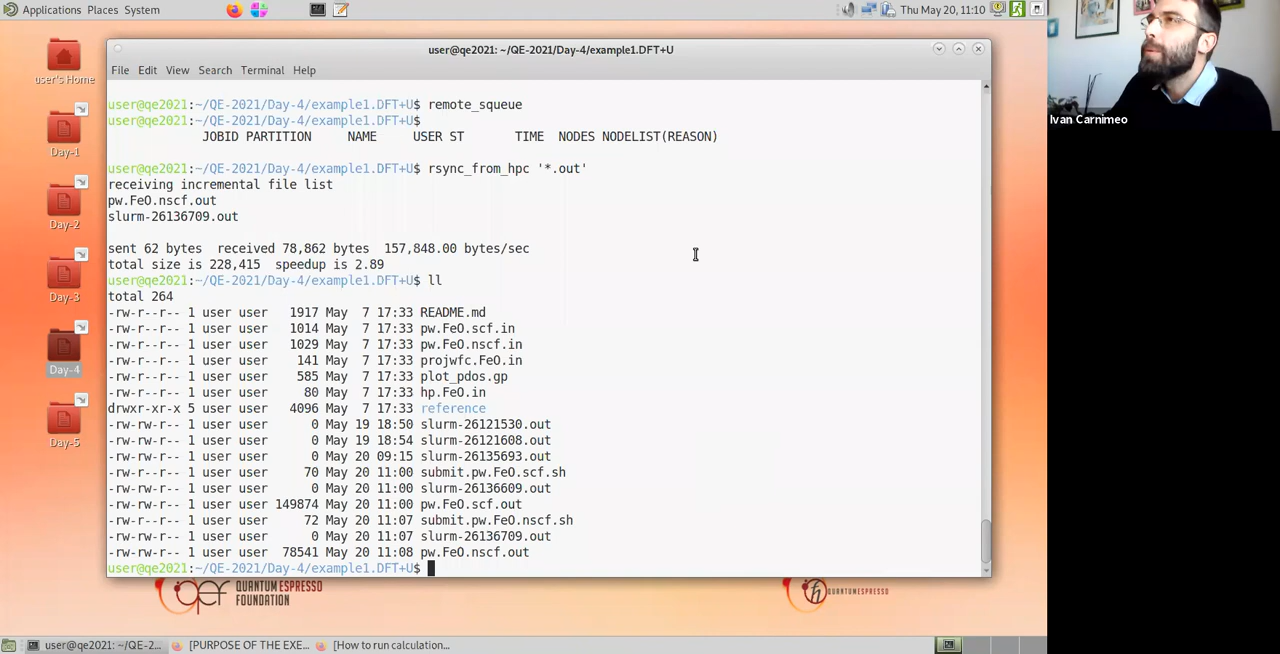 Applications Places System
Thu May 20, 11:10
user@qe2021: ~/QE-2021/Day-4/example1.DFT+U
File Edit View Search Terminal Help
user@qe2021:~/QE-2021/Day-4/example1.DFT+U$ remote_squeue
user@qe2021:~/QE-2021/Day-4/example1.DFT+U$
JOBID PARTITION NAME USER ST TIME NODES NODELIST(REASON)
user@qe2021:~/QE-2021/Day-4/example1.DFT+U$ rsync_from_hpc '*.out'
receiving incremental file list
pw.FeO.nscf.out
slurm-26136709.out
sent 62 bytes received 78,862 bytes 157,848.00 bytes/sec
total size is 228,415 speedup is 2.89
user@qe2021:~/QE-2021/Day-4/example1.DFT+U$ ll
total 264
-rw-r--r-- 1 user user 1917 May 7 17:33 README.md
-rw-r--r-- 1 user user 1014 May 7 17:33 pw.FeO.scf.in
-rw-r--r-- 1 user user 1029 May 7 17:33 pw.FeO.nscf.in
-rw-r--r-- 1 user user 141 May 7 17:33 projwfc.FeO.in
-rw-r--r-- 1 user user 585 May 7 17:33 plot_pdos.gp
-rw-r--r-- 1 user user 80 May 7 17:33 hp.FeO.in
drwxr-xr-x 5 user user 4096 May 7 17:33 reference
-rw-rw-r-- 1 user user 0 May 19 18:50 slurm-26121530.out
-rw-rw-r-- 1 user user 0 May 19 18:54 slurm-26121608.out
-rw-rw-r-- 1 user user 0 May 20 09:15 slurm-26135693.out
-rw-r--r-- 1 user user 70 May 20 11:00 submit.pw.FeO.scf.sh
-rw-rw-r-- 1 user user 0 May 20 11:00 slurm-26136609.out
-rw-rw-r-- 1 user user 149874 May 20 11:00 pw.FeO.scf.out
-rw-r--r-- 1 user user 72 May 20 11:07 submit.pw.FeO.nscf.sh
-rw-rw-r-- 1 user user 0 May 20 11:07 slurm-26136709.out
-rw-rw-r-- 1 user user 78541 May 20 11:08 pw.FeO.nscf.out
user@qe2021:~/QE-2021/Day-4/example1.DFT+U$
user's Home
Day-1
Day-2
Day-3
Day-4
Day-5
QUANTUM ESPRESSO
FOUNDATION
QUANTUMESPRESSO
user@qe2021: ~/QE-2...
[PURPOSE OF THE EXE...
[How to run calculation...
Ivan Carnimeo